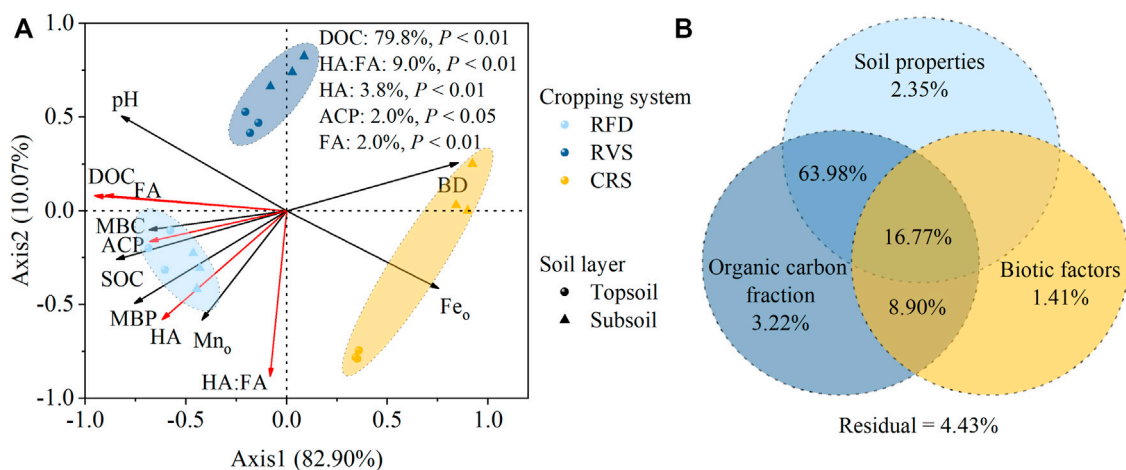 A
1.0
0.5
0.0
-0.5
-1.0
Axis2 (10.07%)
-1.0
-0.5
0.0
0.5
1.0
Axis1 (82.90%)
DOC: 79.8%, P < 0.01
HA:FA: 9.0%, P < 0.01
HA: 3.8%, P < 0.01
ACP: 2.0%, P < 0.05
FA: 2.0%, P < 0.01
pH
DOC
FA
BD
MBC
ACP
SOC
MBP
HA
Mno
Feo
HA:FA
Cropping system
RFD
RVS
CRS
Soil layer
Topsoil
Subsoil
B
Soil properties
2.35%
63.98%
16.77%
Organic carbon
fraction
3.22%
Biotic factors
1.41%
8.90%
Residual = 4.43%